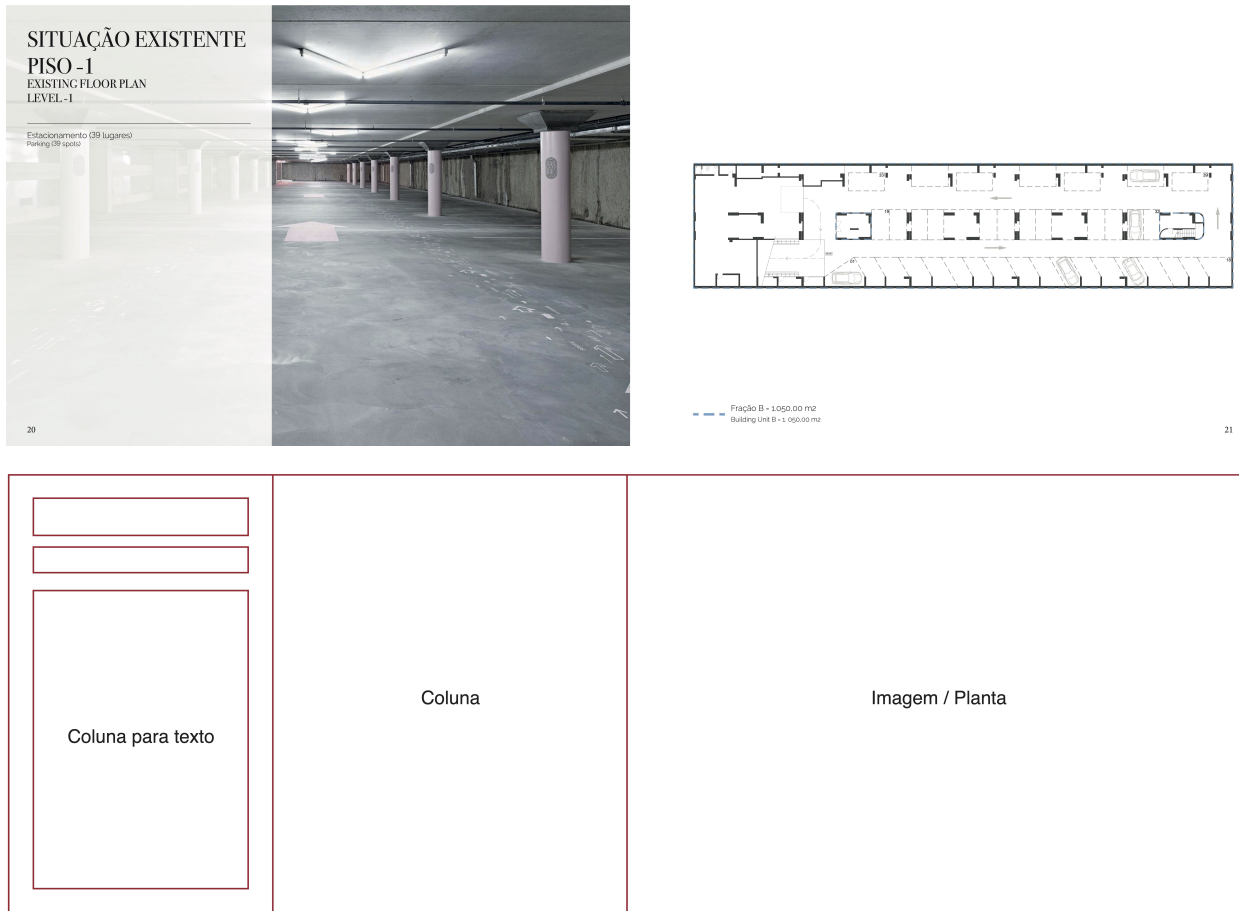 SITUAÇÃO EXISTENTE
PISO -1
EXISTING FLOOR PLAN
LEVEL -1
Estacionamento (39 lugares)
Parking (39 spots)
20
Fração B = 1.050,00 m2
Building Unit B = 1. 050,00 m2
21
Coluna para texto
Coluna
Imagem / Planta